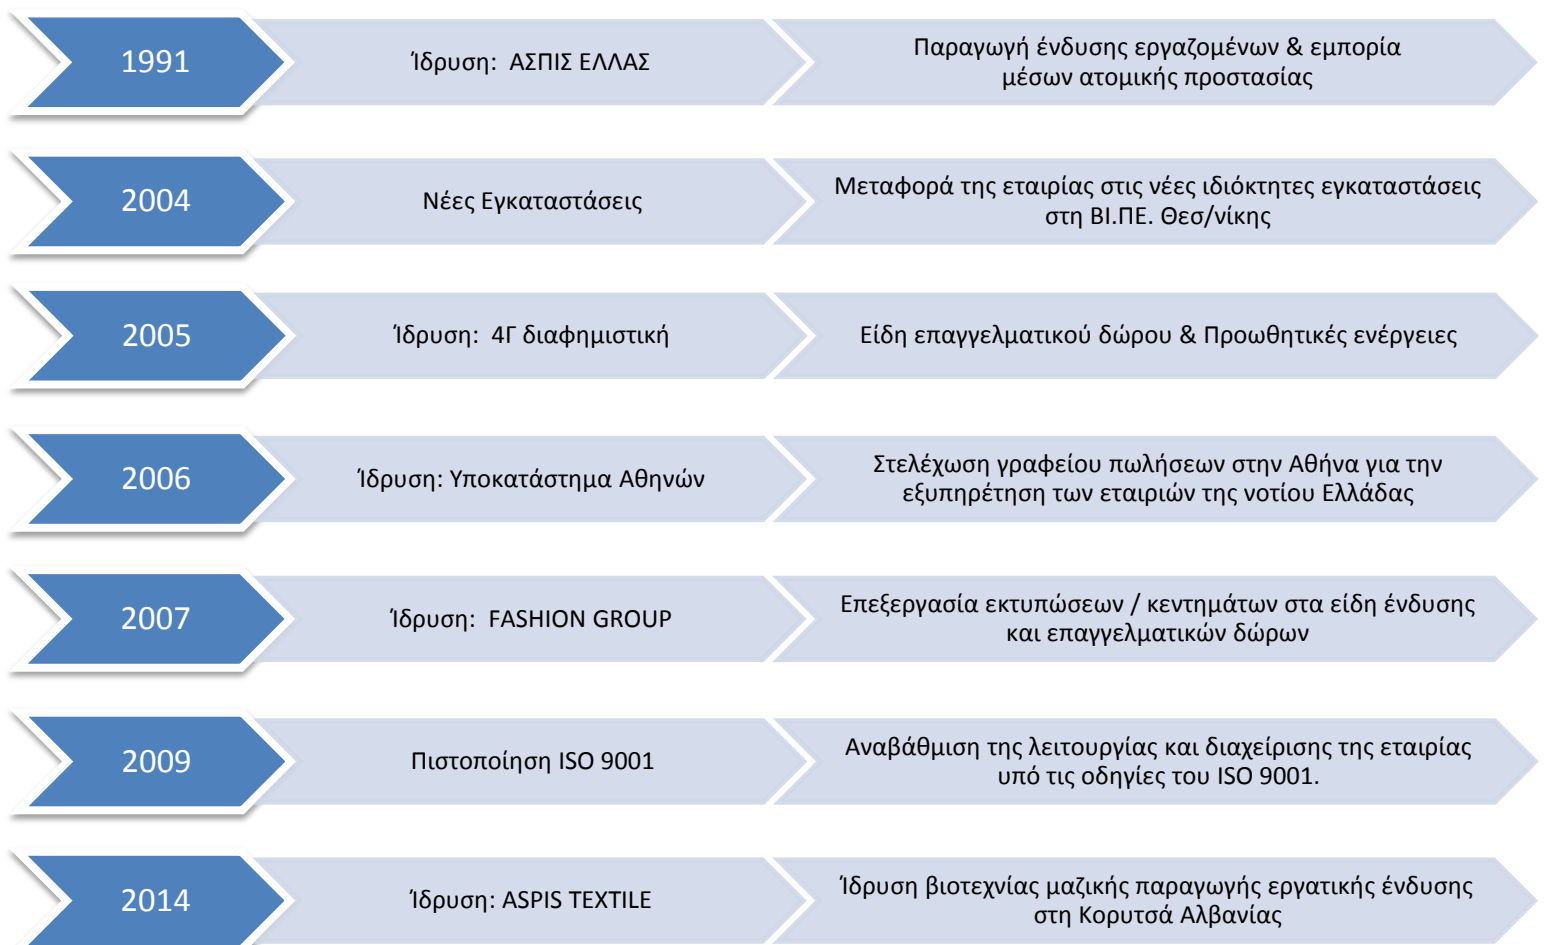 1991
Ίδρυση: ΑΣΠΙΣ ΕΛΛΑΣ
Παραγωγή ένδυσης εργαζομένων & εμπορία
μέσων ατομικής προστασίας
2004
Νέες Εγκαταστάσεις
Μεταφορά της εταιρίας στις νέες ιδιόκτητες εγκαταστάσεις
στη ΒΙ.ΠΕ. Θεσ/νίκης
2005
Ίδρυση: 4Γ διαφημιστική
Είδη επαγγελματικού δώρου & Προωθητικές ενέργειες
2006
Ίδρυση: Υποκατάστημα Αθηνών
Στελέχωση γραφείου πωλήσεων στην Αθήνα για την
εξυπηρέτηση των εταιριών της νοτίου Ελλάδας
2007
Ίδρυση: FASHION GROUP
Επεξεργασία εκτυπώσεων / κεντημάτων στα είδη ένδυσης
και επαγγελματικών δώρων
2009
Πιστοποίηση ISO 9001
Αναβάθμιση της λειτουργίας και διαχείρισης της εταιρίας
υπό τις οδηγίες του ISO 9001.
2014
Ίδρυση: ASPIS TEXTILE
Ίδρυση βιοτεχνίας μαζικής παραγωγής εργατικής ένδυσης
στη Κορυτσά Αλβανίας